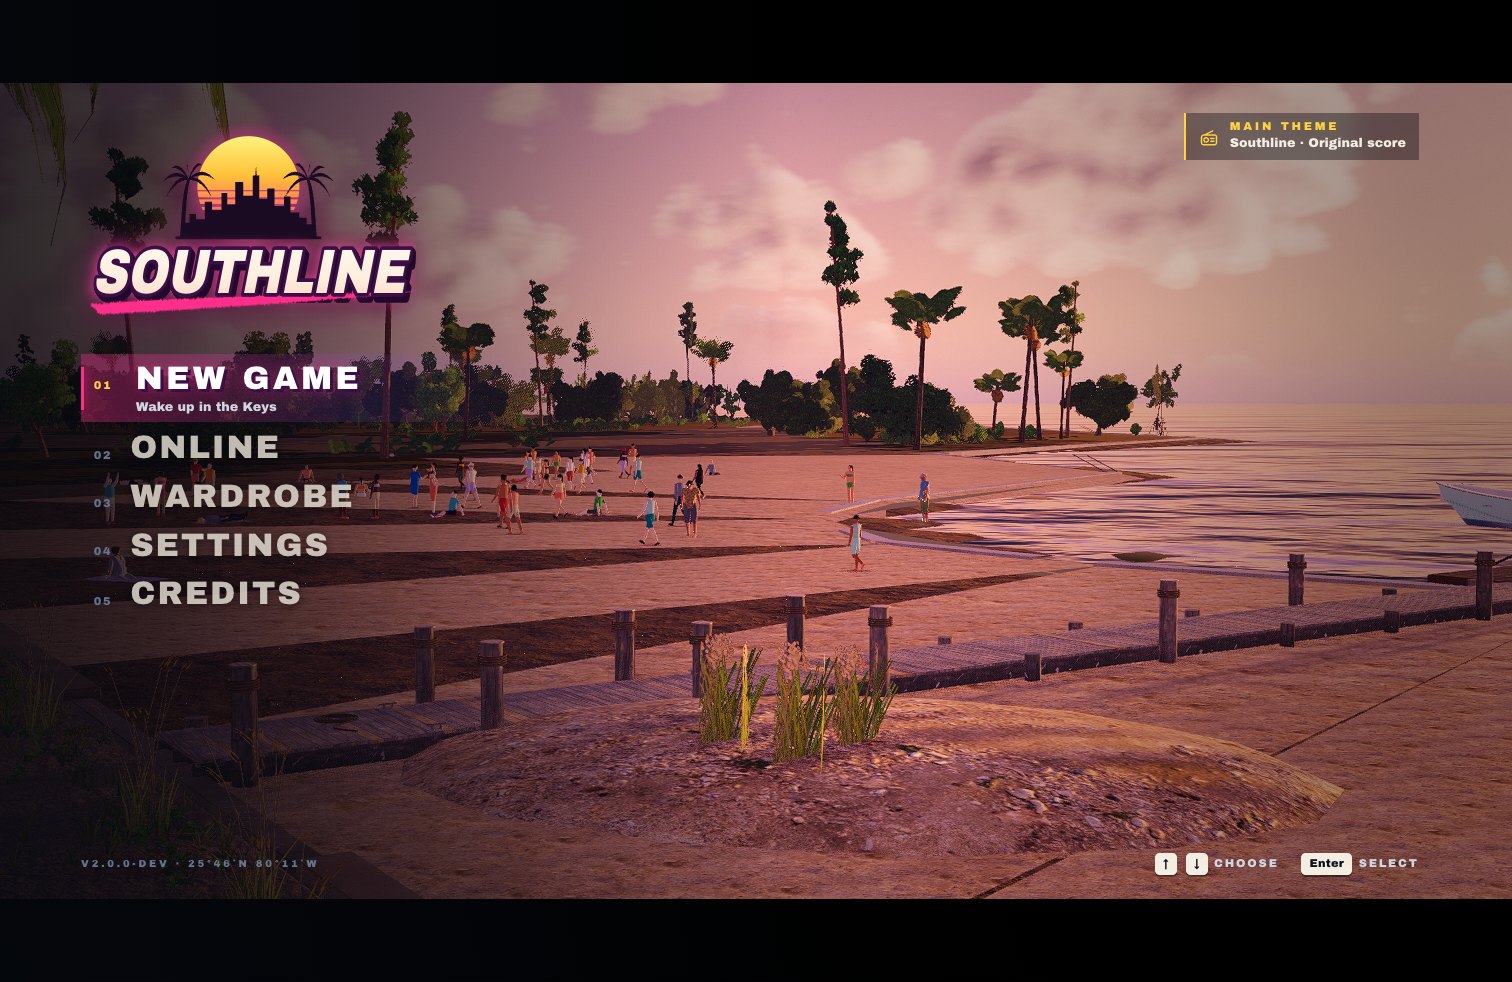 SOUTHLINE
MAIN THEME
Southline · Original score
01 NEW GAME
Wake up in the Keys
02 ONLINE
03 WARDROBE
04 SETTINGS
05 CREDITS
V2.0.0-DEV · 25°46'N 80°11'W
↑ ↓ CHOOSE Enter SELECT